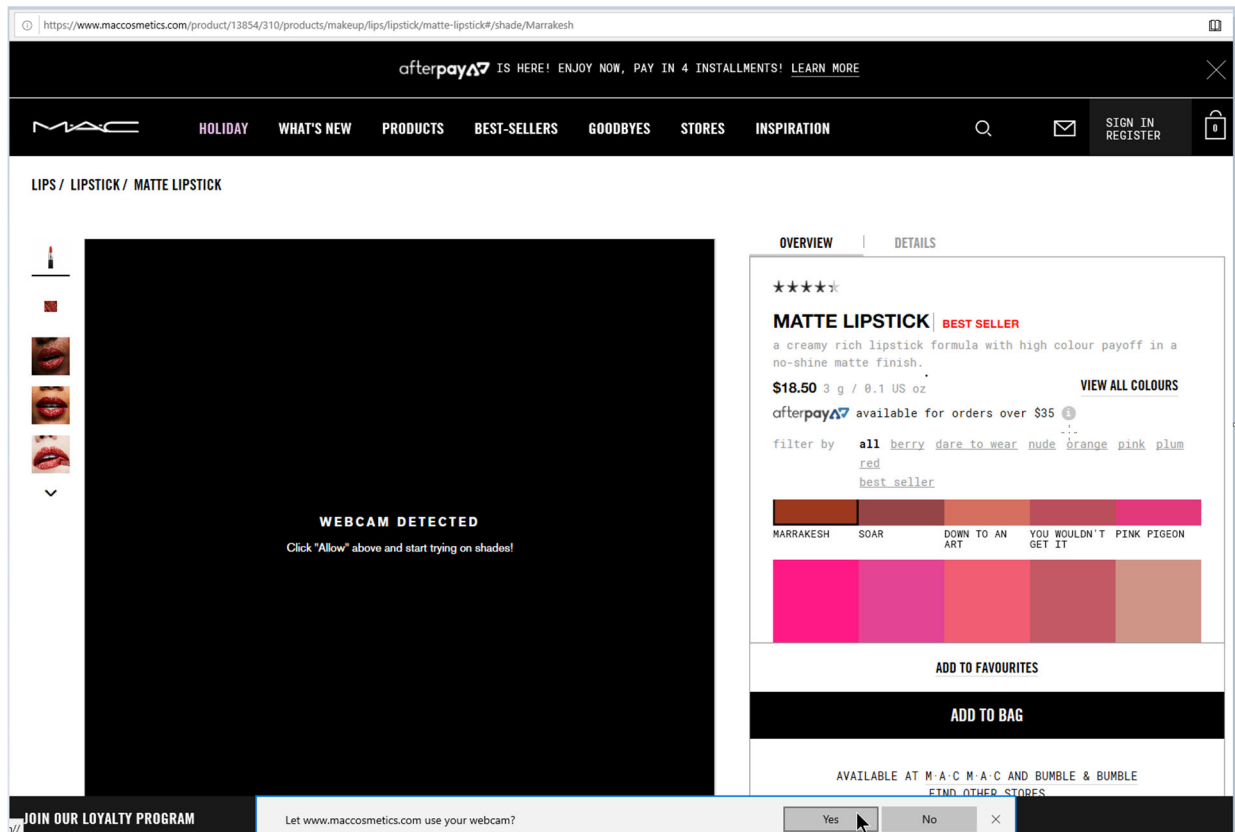 https://www.maccosmetics.com/product/13854/310/products/makeup/lips/lipstick/matte-lipstick#/shade/Marrakesh
afterpay IS HERE! ENJOY NOW, PAY IN 4 INSTALLMENTS! LEARN MORE
MAC HOLIDAY WHAT'S NEW PRODUCTS BEST-SELLERS GOODBYES STORES INSPIRATION
SIGN IN
REGISTER
0
LIPS / LIPSTICK / MATTE LIPSTICK
WEBCAM DETECTED
Click "Allow" above and start trying on shades!
OVERVIEW | DETAILS
MATTE LIPSTICK BEST SELLER
a creamy rich lipstick formula with high colour payoff in a
no-shine matte finish.
$18.50 3 g / 0.1 US oz VIEW ALL COLOURS
afterpay available for orders over $35
filter by all berry dare to wear nude orange pink plum
red
best seller
MARRAKESH SOAR DOWN TO AN YOU WOULDN'T PINK PIGEON
ART GET IT
ADD TO FAVOURITES
ADD TO BAG
AVAILABLE AT M·A·C M·A·C AND BUMBLE & BUMBLE
FIND OTHER STORES
JOIN OUR LOYALTY PROGRAM
Let www.maccosmetics.com use your webcam? Yes No